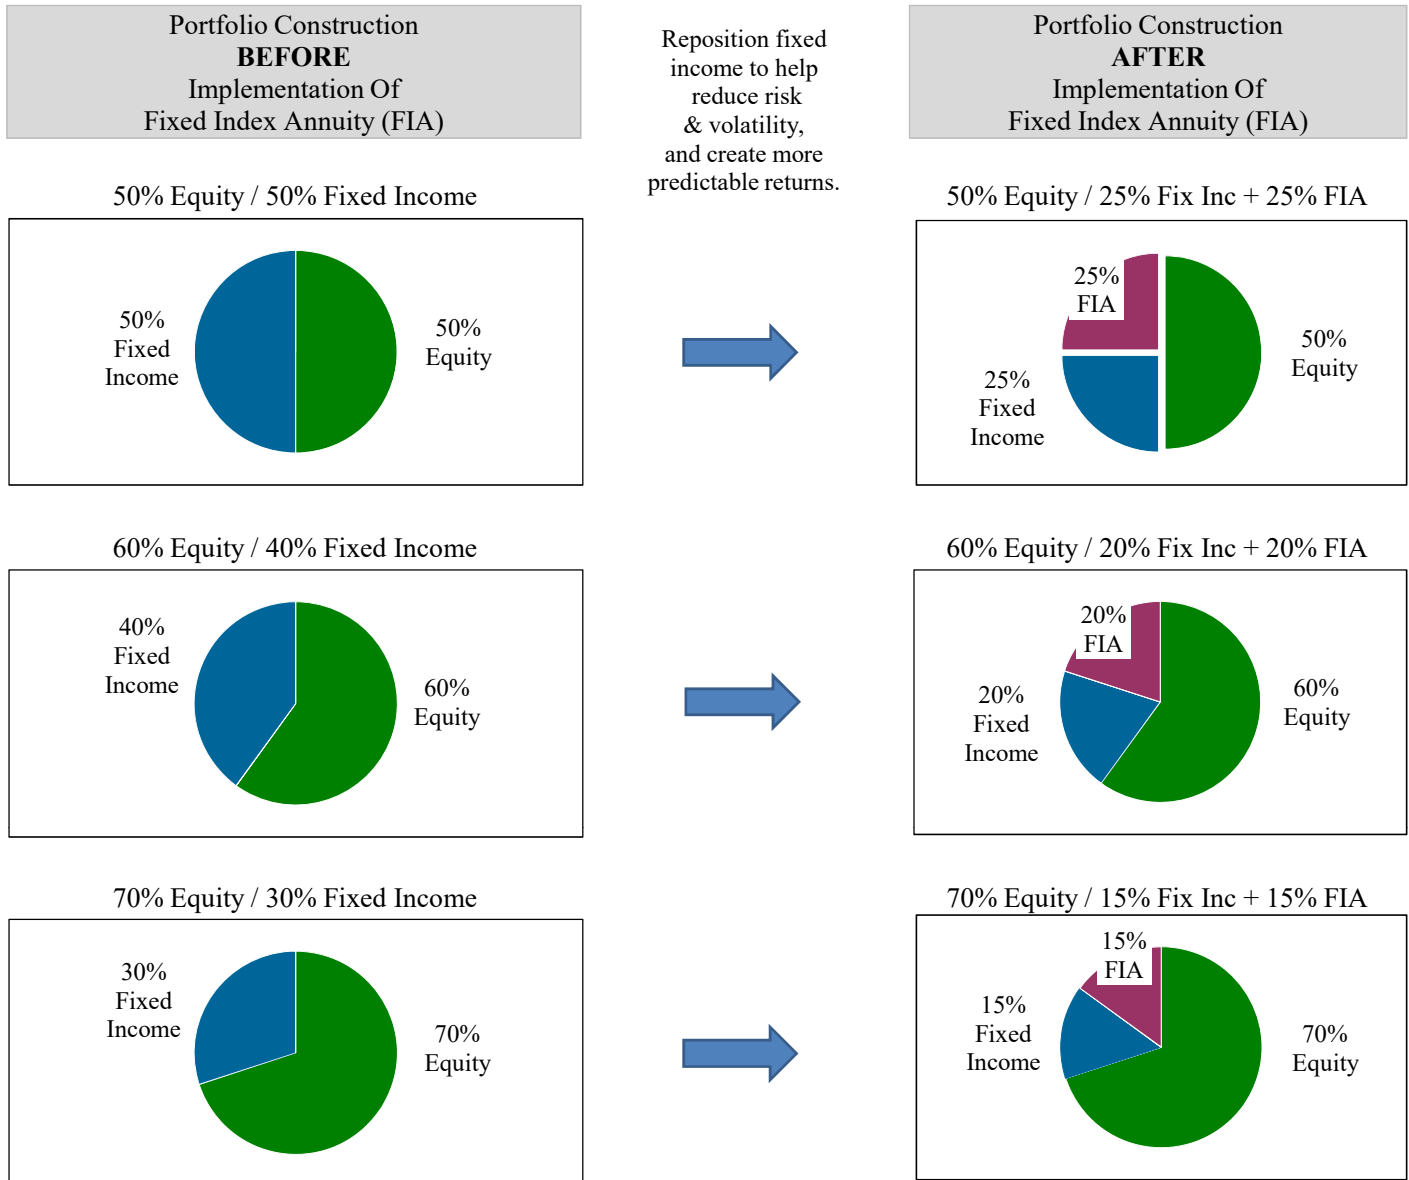 Portfolio Construction
BEFORE
Implementation Of
Fixed Index Annuity (FIA)
Reposition fixed
income to help
reduce risk
& volatility,
and create more
predictable returns.
Portfolio Construction
AFTER
Implementation Of
Fixed Index Annuity (FIA)
50% Equity / 50% Fixed Income
50%
Fixed
Income
50%
Equity
50% Equity / 25% Fix Inc + 25% FIA
25%
FIA
25%
Fixed
Income
50%
Equity
60% Equity / 40% Fixed Income
40%
Fixed
Income
60%
Equity
60% Equity / 20% Fix Inc + 20% FIA
20%
FIA
20%
Fixed
Income
60%
Equity
70% Equity / 30% Fixed Income
30%
Fixed
Income
70%
Equity
70% Equity / 15% Fix Inc + 15% FIA
15%
FIA
15%
Fixed
Income
70%
Equity